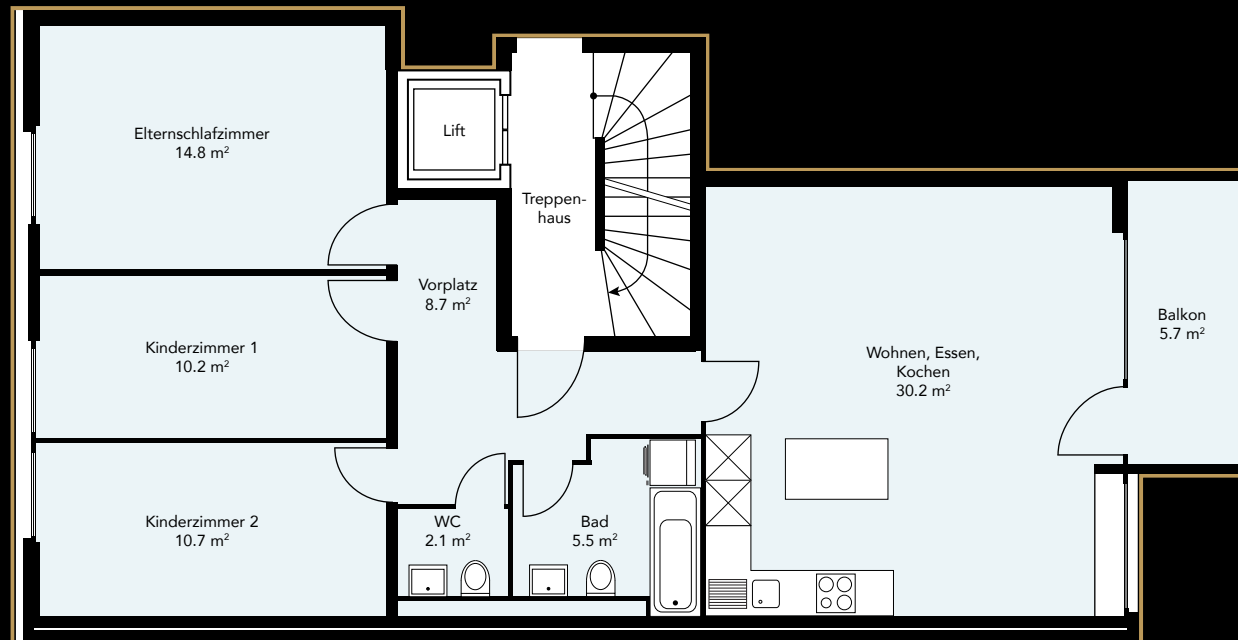 Elternschlafzimmer
14.8 m²
Lift
Treppen-
haus
Vorplatz
8.7 m²
Kinderzimmer 1
10.2 m²
Wohnen, Essen,
Kochen
30.2 m²
Balkon
5.7 m²
Kinderzimmer 2
10.7 m²
WC
2.1 m²
Bad
5.5 m²